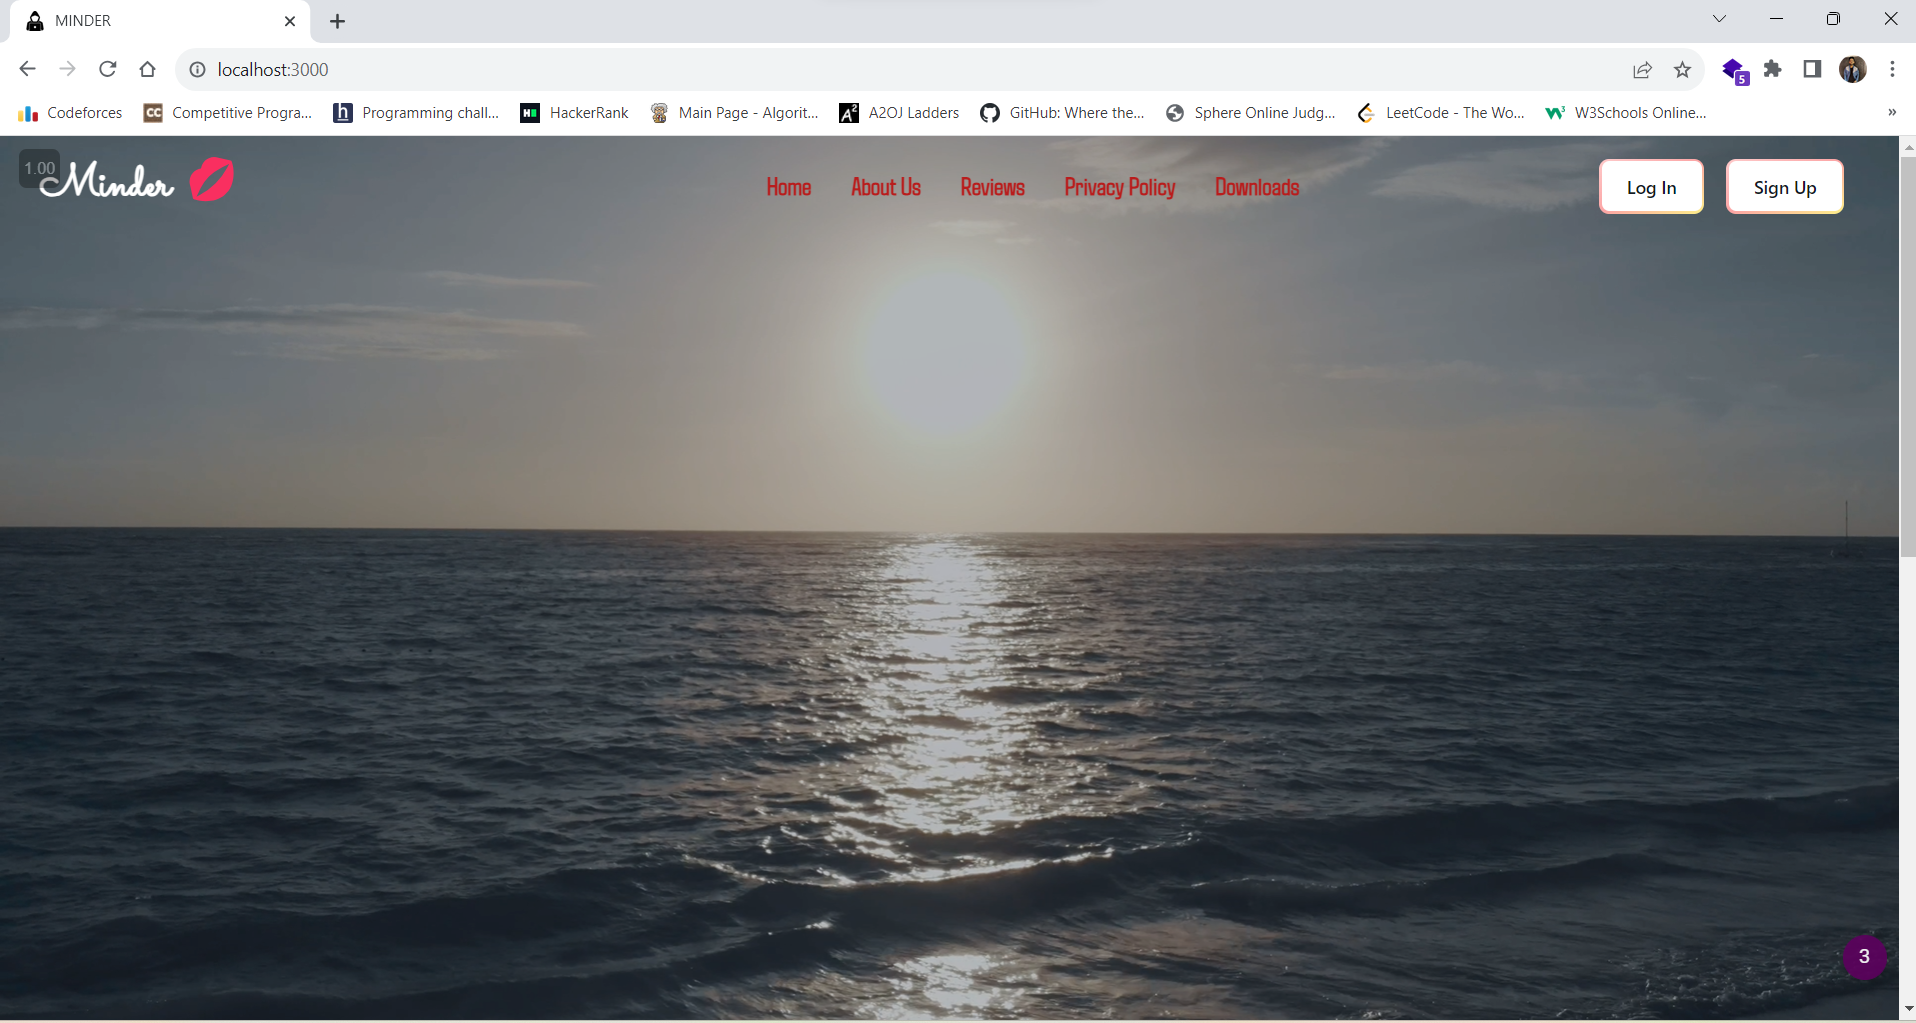 MINDER
localhost:3000
5
Codeforces
Competitive Progra...
Programming chall...
HackerRank
Main Page - Algorit...
A2OJ Ladders
GitHub: Where the...
Sphere Online Judg...
LeetCode - The Wo...
W3Schools Online...
»
1.00
Minder
Home
About Us
Reviews
Privacy Policy
Downloads
Log In
Sign Up
3